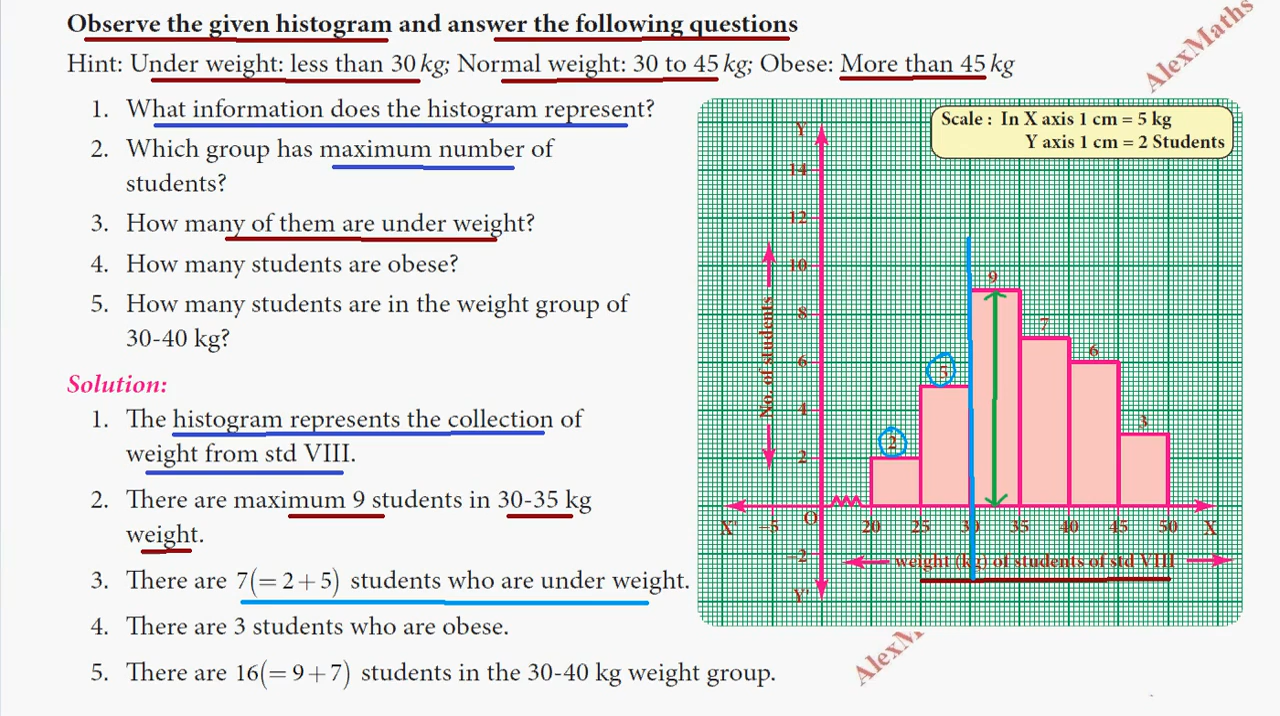 Observe the given histogram and answer the following questions
Hint: Under weight: less than 30 kg; Normal weight: 30 to 45 kg; Obese: More than 45 kg
AlexMaths
1. What information does the histogram represent?
2. Which group has maximum number of
students?
3. How many of them are under weight?
4. How many students are obese?
5. How many students are in the weight group of
30-40 kg?
Solution:
1. The histogram represents the collection of
weight from std VIII.
2. There are maximum 9 students in 30-35 kg
weight.
3. There are 7(=2+5) students who are under weight.
4. There are 3 students who are obese.
5. There are 16(=9+7) students in the 30-40 kg weight group.
Scale : In X axis 1 cm = 5 kg
Y axis 1 cm = 2 Students
Y
14
12
10
8
6
4
2
No. of students
9
7
6
5
3
2
X' -5 O 20 25 30 35 40 45 50 X
-2
weight (kg) of students of std VIII
Y'
AlexM